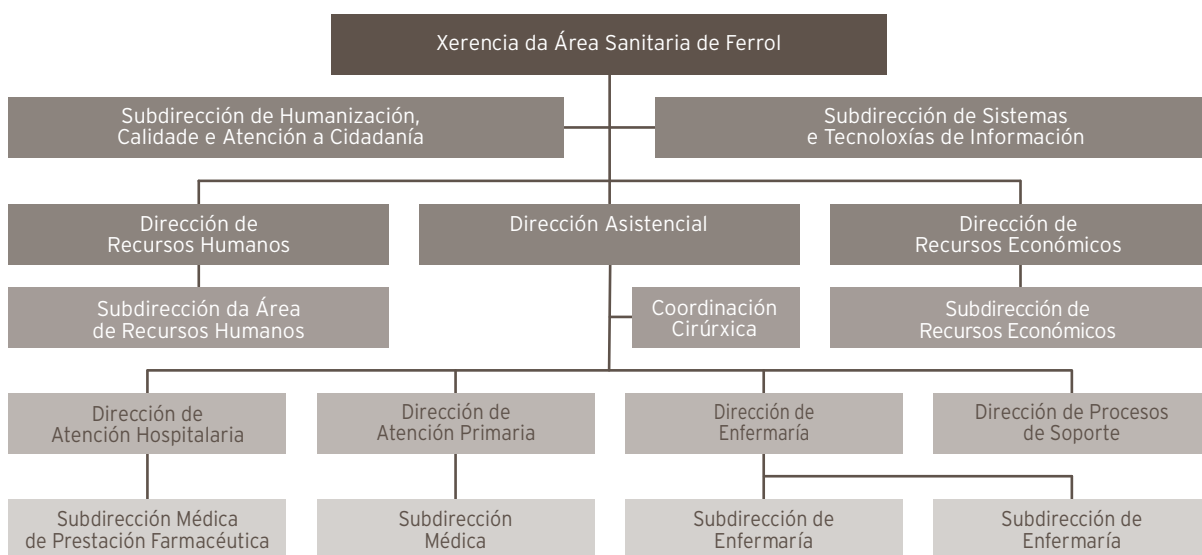 Xerencia da Área Sanitaria de Ferrol
Subdirección de Humanización,
Calidade e Atención a Cidadanía
Subdirección de Sistemas
e Tecnoloxías de Información
Dirección de
Recursos Humanos
Dirección Asistencial
Dirección de
Recursos Económicos
Subdirección da Área
de Recursos Humanos
Coordinación
Cirúrxica
Subdirección de
Recursos Económicos
Dirección de
Atención Hospitalaria
Dirección de
Atención Primaria
Dirección de
Enfermaría
Dirección de Procesos
de Soporte
Subdirección Médica
de Prestación Farmacéutica
Subdirección
Médica
Subdirección de
Enfermaría
Subdirección de
Enfermaría